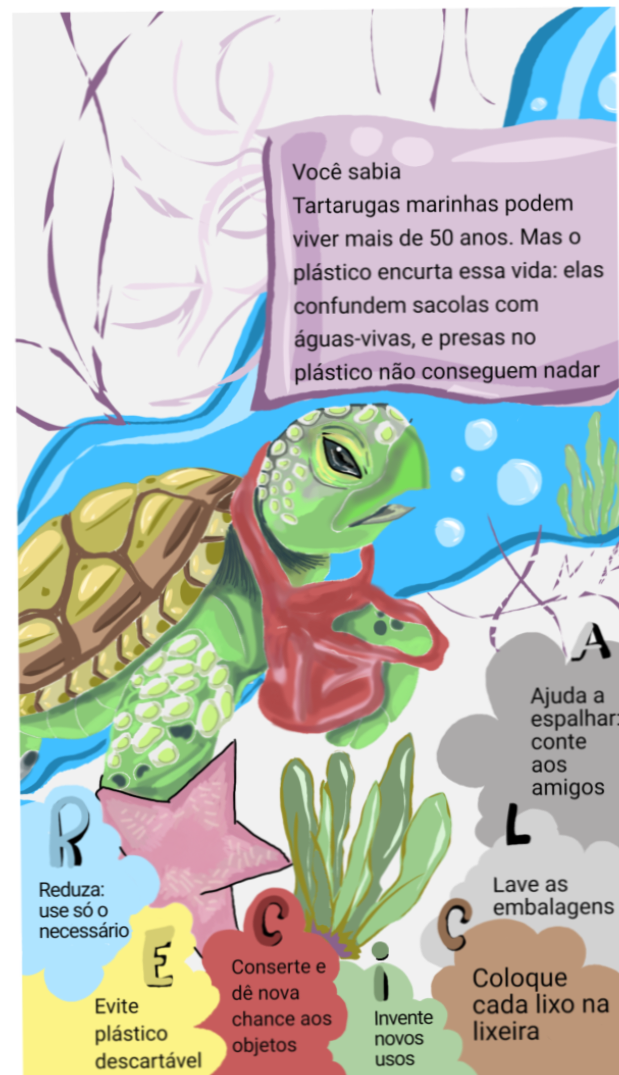 Você sabia
Tartarugas marinhas podem
viver mais de 50 anos. Mas o
plástico encurta essa vida: elas
confundem sacolas com
águas-vivas, e presas no
plástico não conseguem nadar
R
Reduza:
use só o
necessário
E
Evite
plástico
descartável
C
Conserte e
dê nova
chance aos
objetos
i
Invente
novos
usos
C
Coloque
cada lixo na
lixeira
L
Lave as
embalagens
A
Ajuda a
espalhar:
conte
aos
amigos